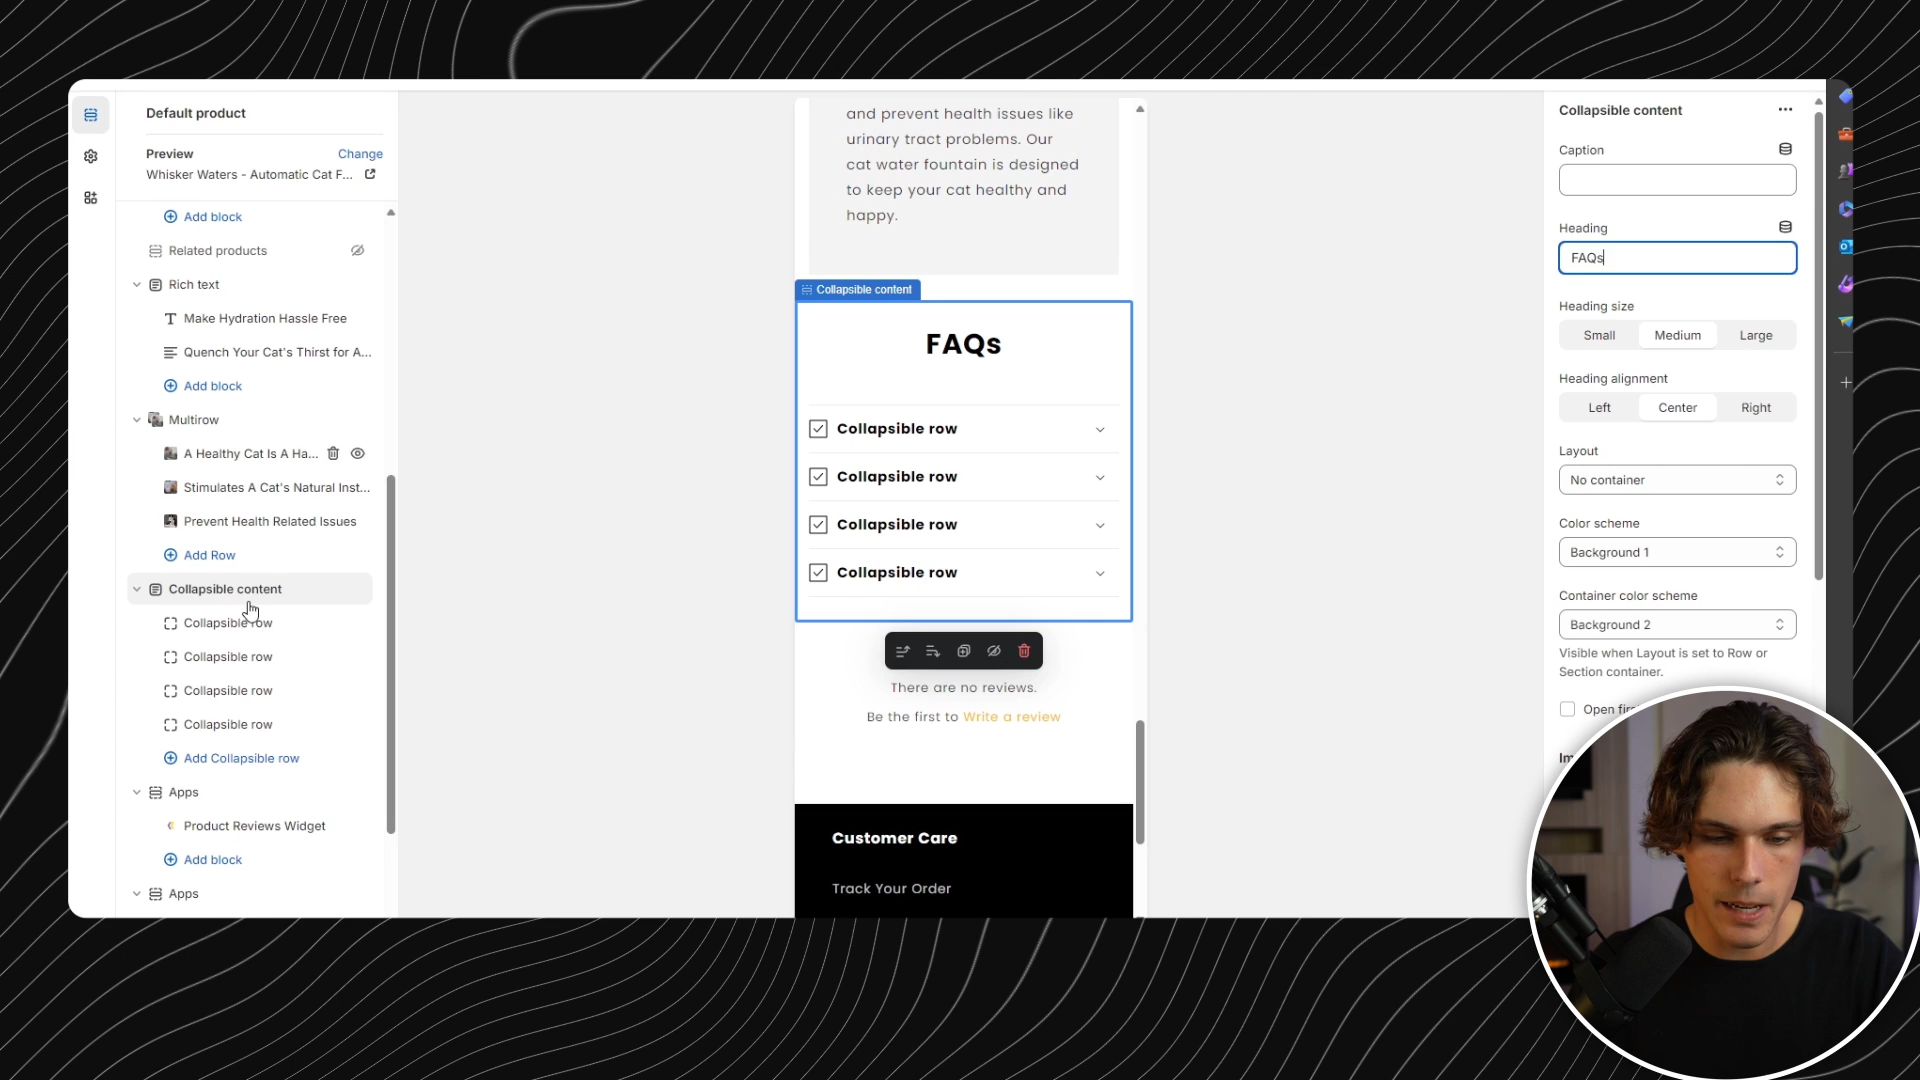 Default product
Preview
Change
Whisker Waters - Automatic Cat F...
Add block
Related products
Rich text
Make Hydration Hassle Free
Quench Your Cat's Thirst for A...
Add block
Multirow
A Healthy Cat Is A Ha...
Stimulates A Cat's Natural Inst...
Prevent Health Related Issues
Add Row
Collapsible content
Collapsible row
Collapsible row
Collapsible row
Collapsible row
Add Collapsible row
Apps
Product Reviews Widget
Add block
Apps
and prevent health issues like
urinary tract problems. Our
cat water fountain is designed
to keep your cat healthy and
happy.
Collapsible content
FAQs
Collapsible row
Collapsible row
Collapsible row
Collapsible row
There are no reviews.
Be the first to Write a review
Customer Care
Track Your Order
Collapsible content
Caption
Heading
FAQs
Heading size
Small Medium Large
Heading alignment
Left Center Right
Layout
No container
Color scheme
Background 1
Container color scheme
Background 2
Visible when Layout is set to Row or
Section container.
Open